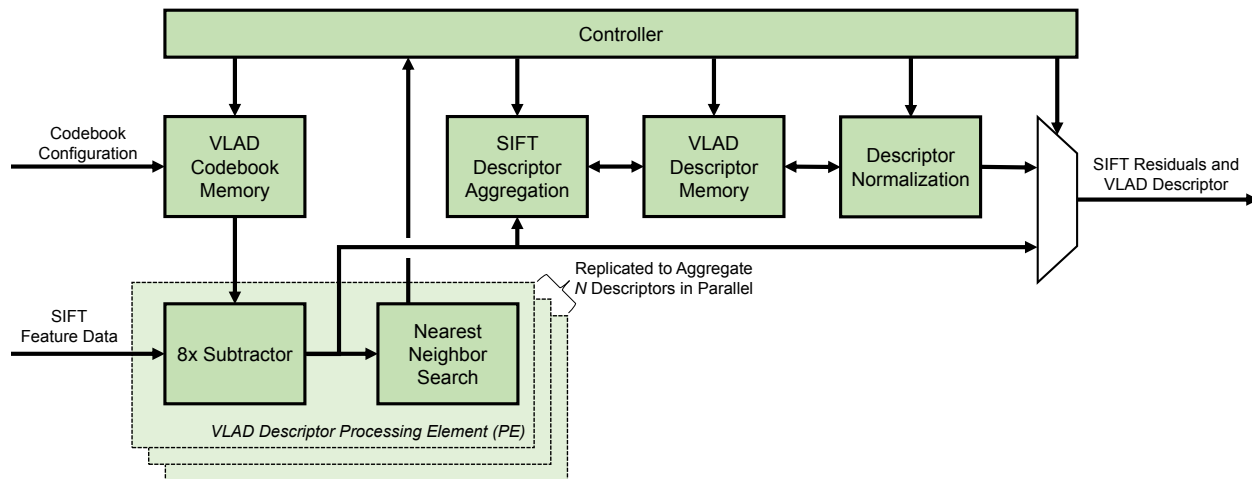 Controller
Codebook
Configuration
VLAD
Codebook
Memory
SIFT
Descriptor
Aggregation
VLAD
Descriptor
Memory
Descriptor
Normalization
SIFT Residuals and
VLAD Descriptor
Replicated to Aggregate
N Descriptors in Parallel
SIFT
Feature Data
8x Subtractor
Nearest
Neighbor
Search
VLAD Descriptor Processing Element (PE)